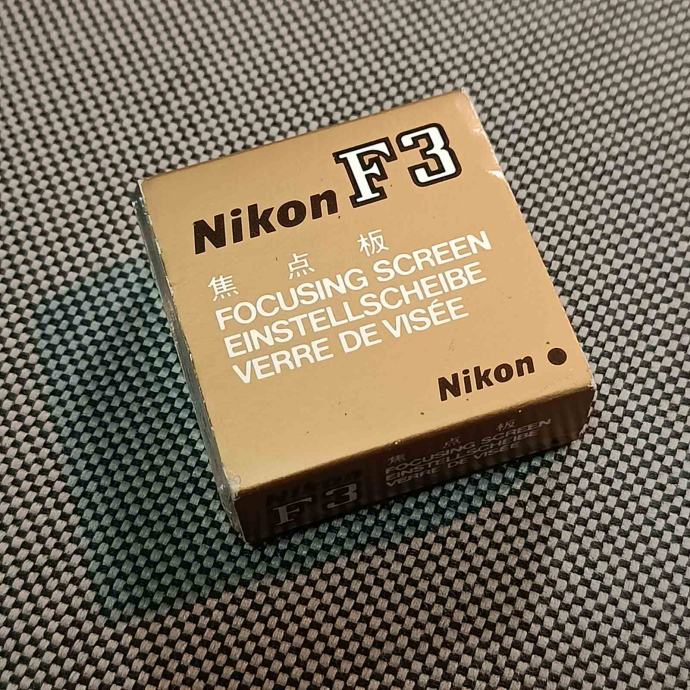 Nikon F3
焦点板
FOCUSING SCREEN
EINSTELLSCHEIBE
VERRE DE VISÉE
Nikon
Nikon
F3
焦点板
FOCUSING SCREEN
EINSTELLSCHEIBE
VERRE DE VISÉE